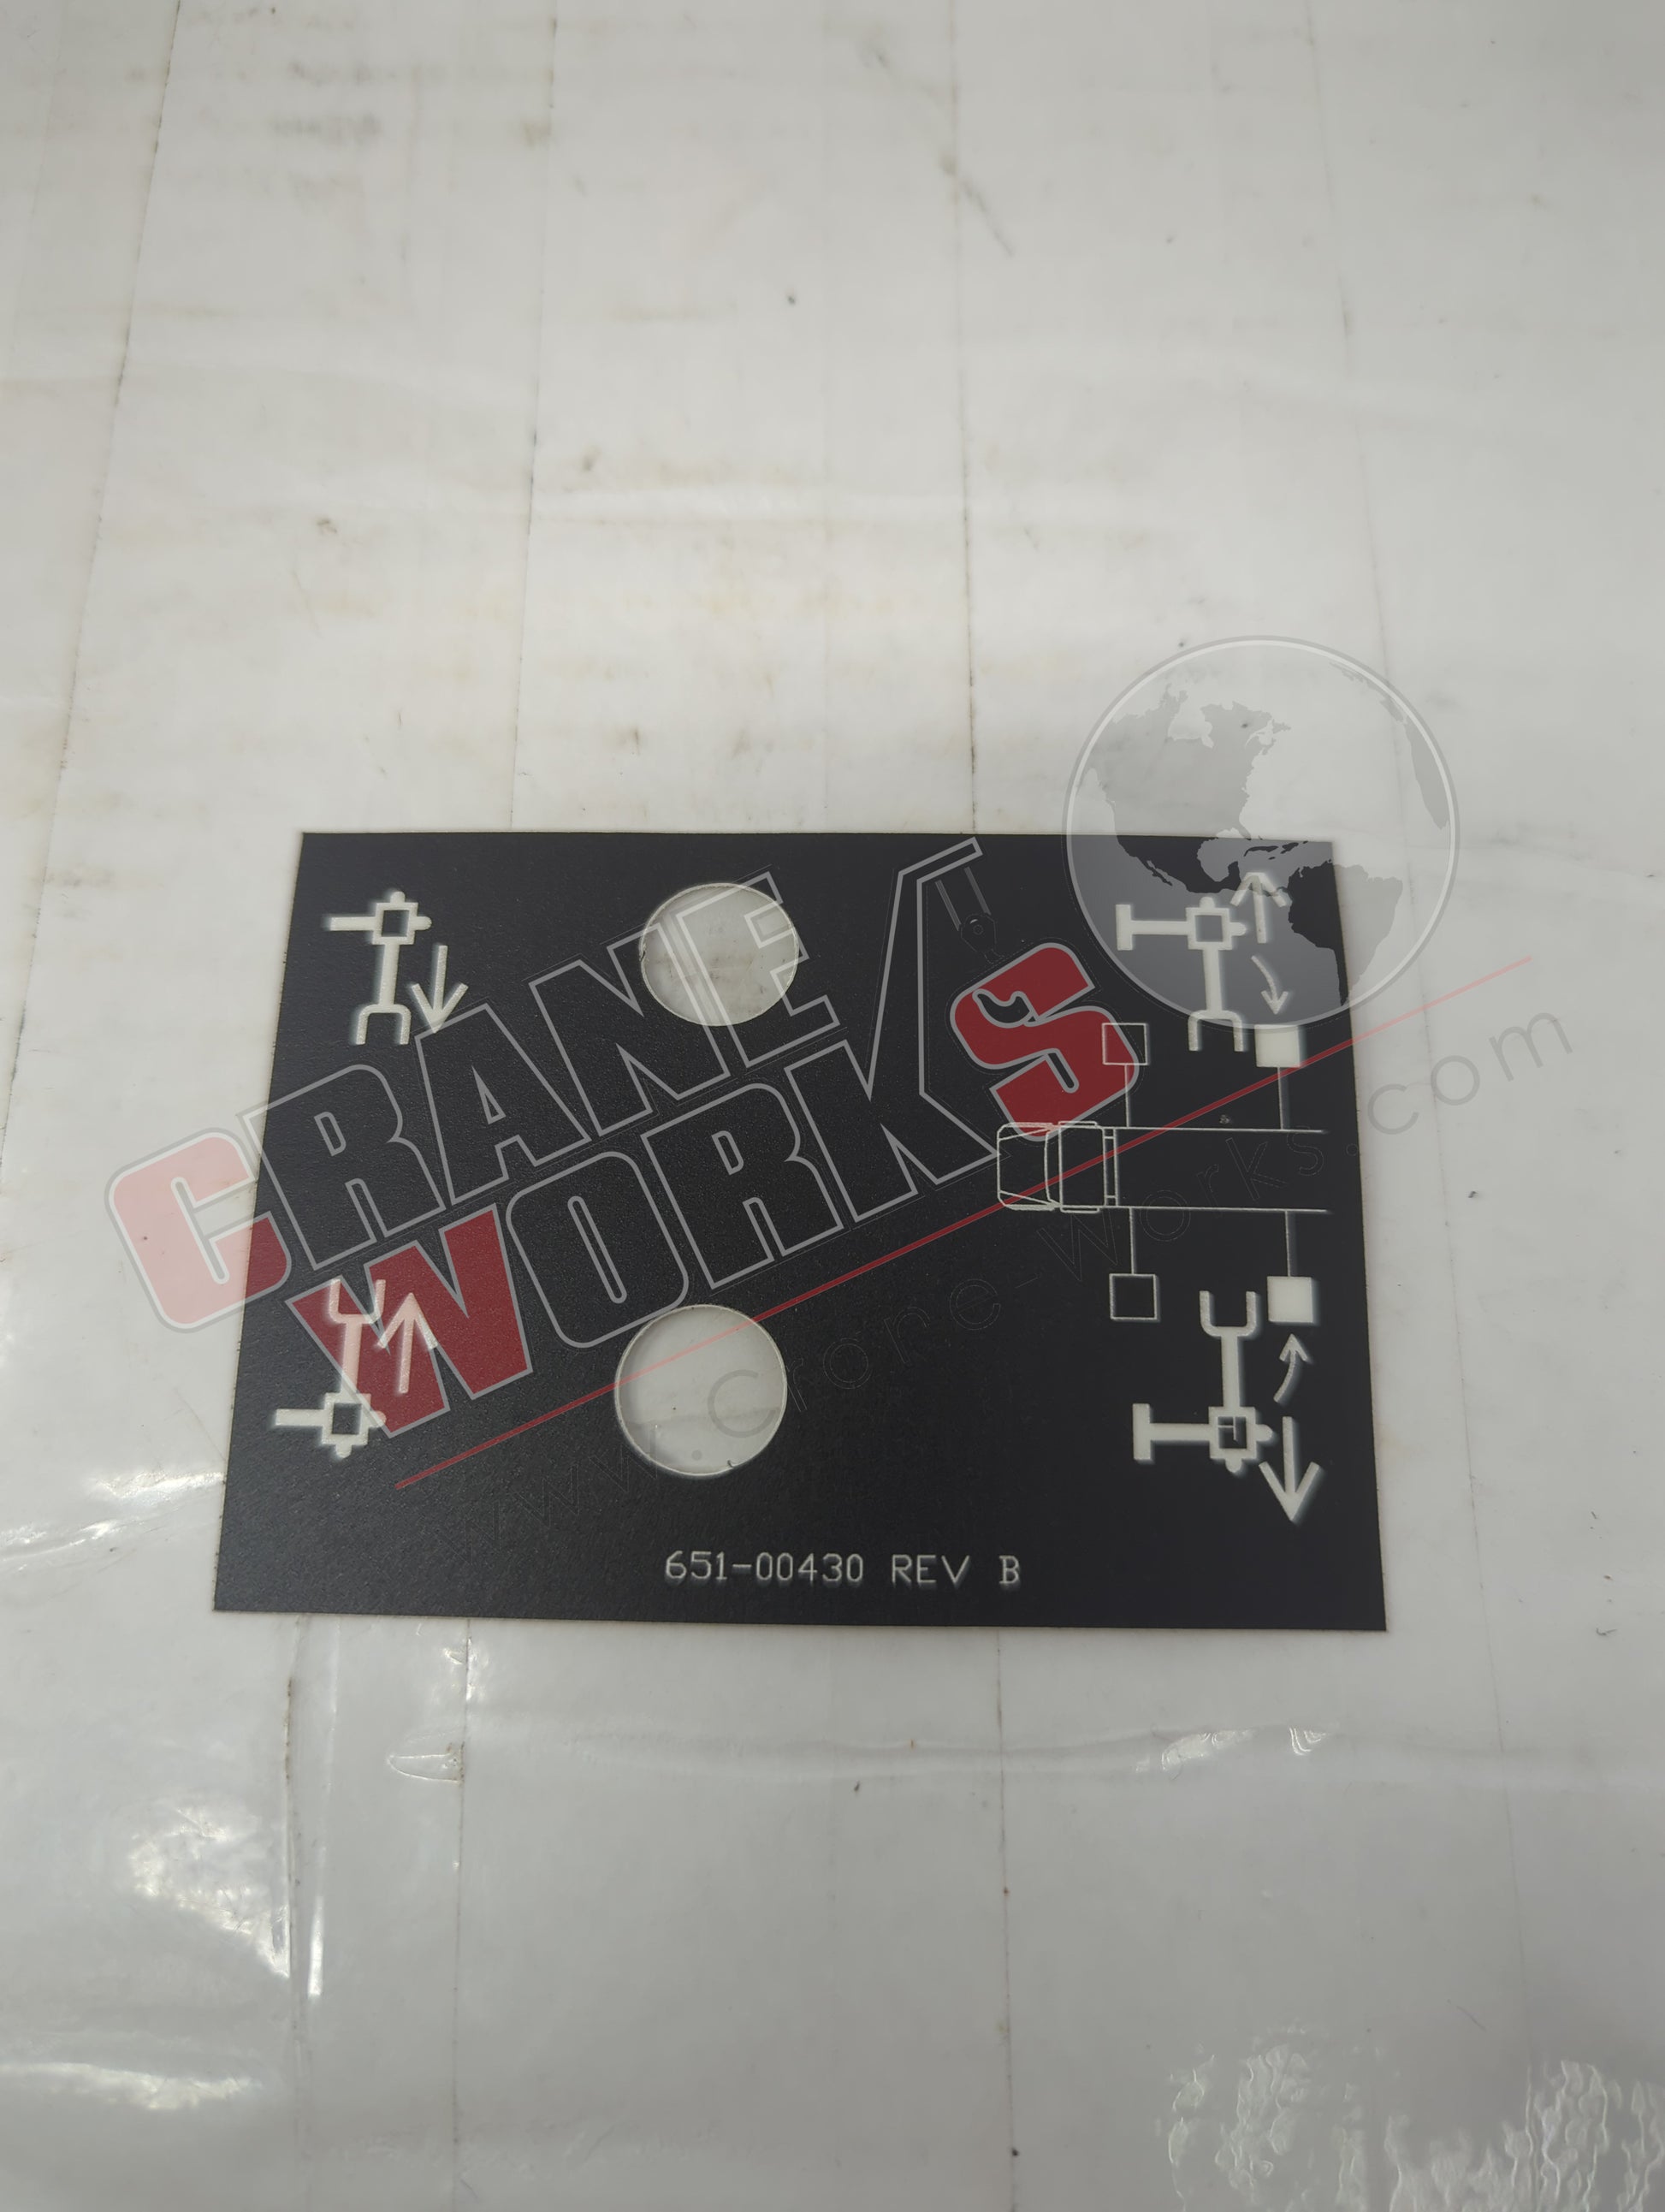 CRANE
WORKS
www.crane-works.com
651-00430 REV B